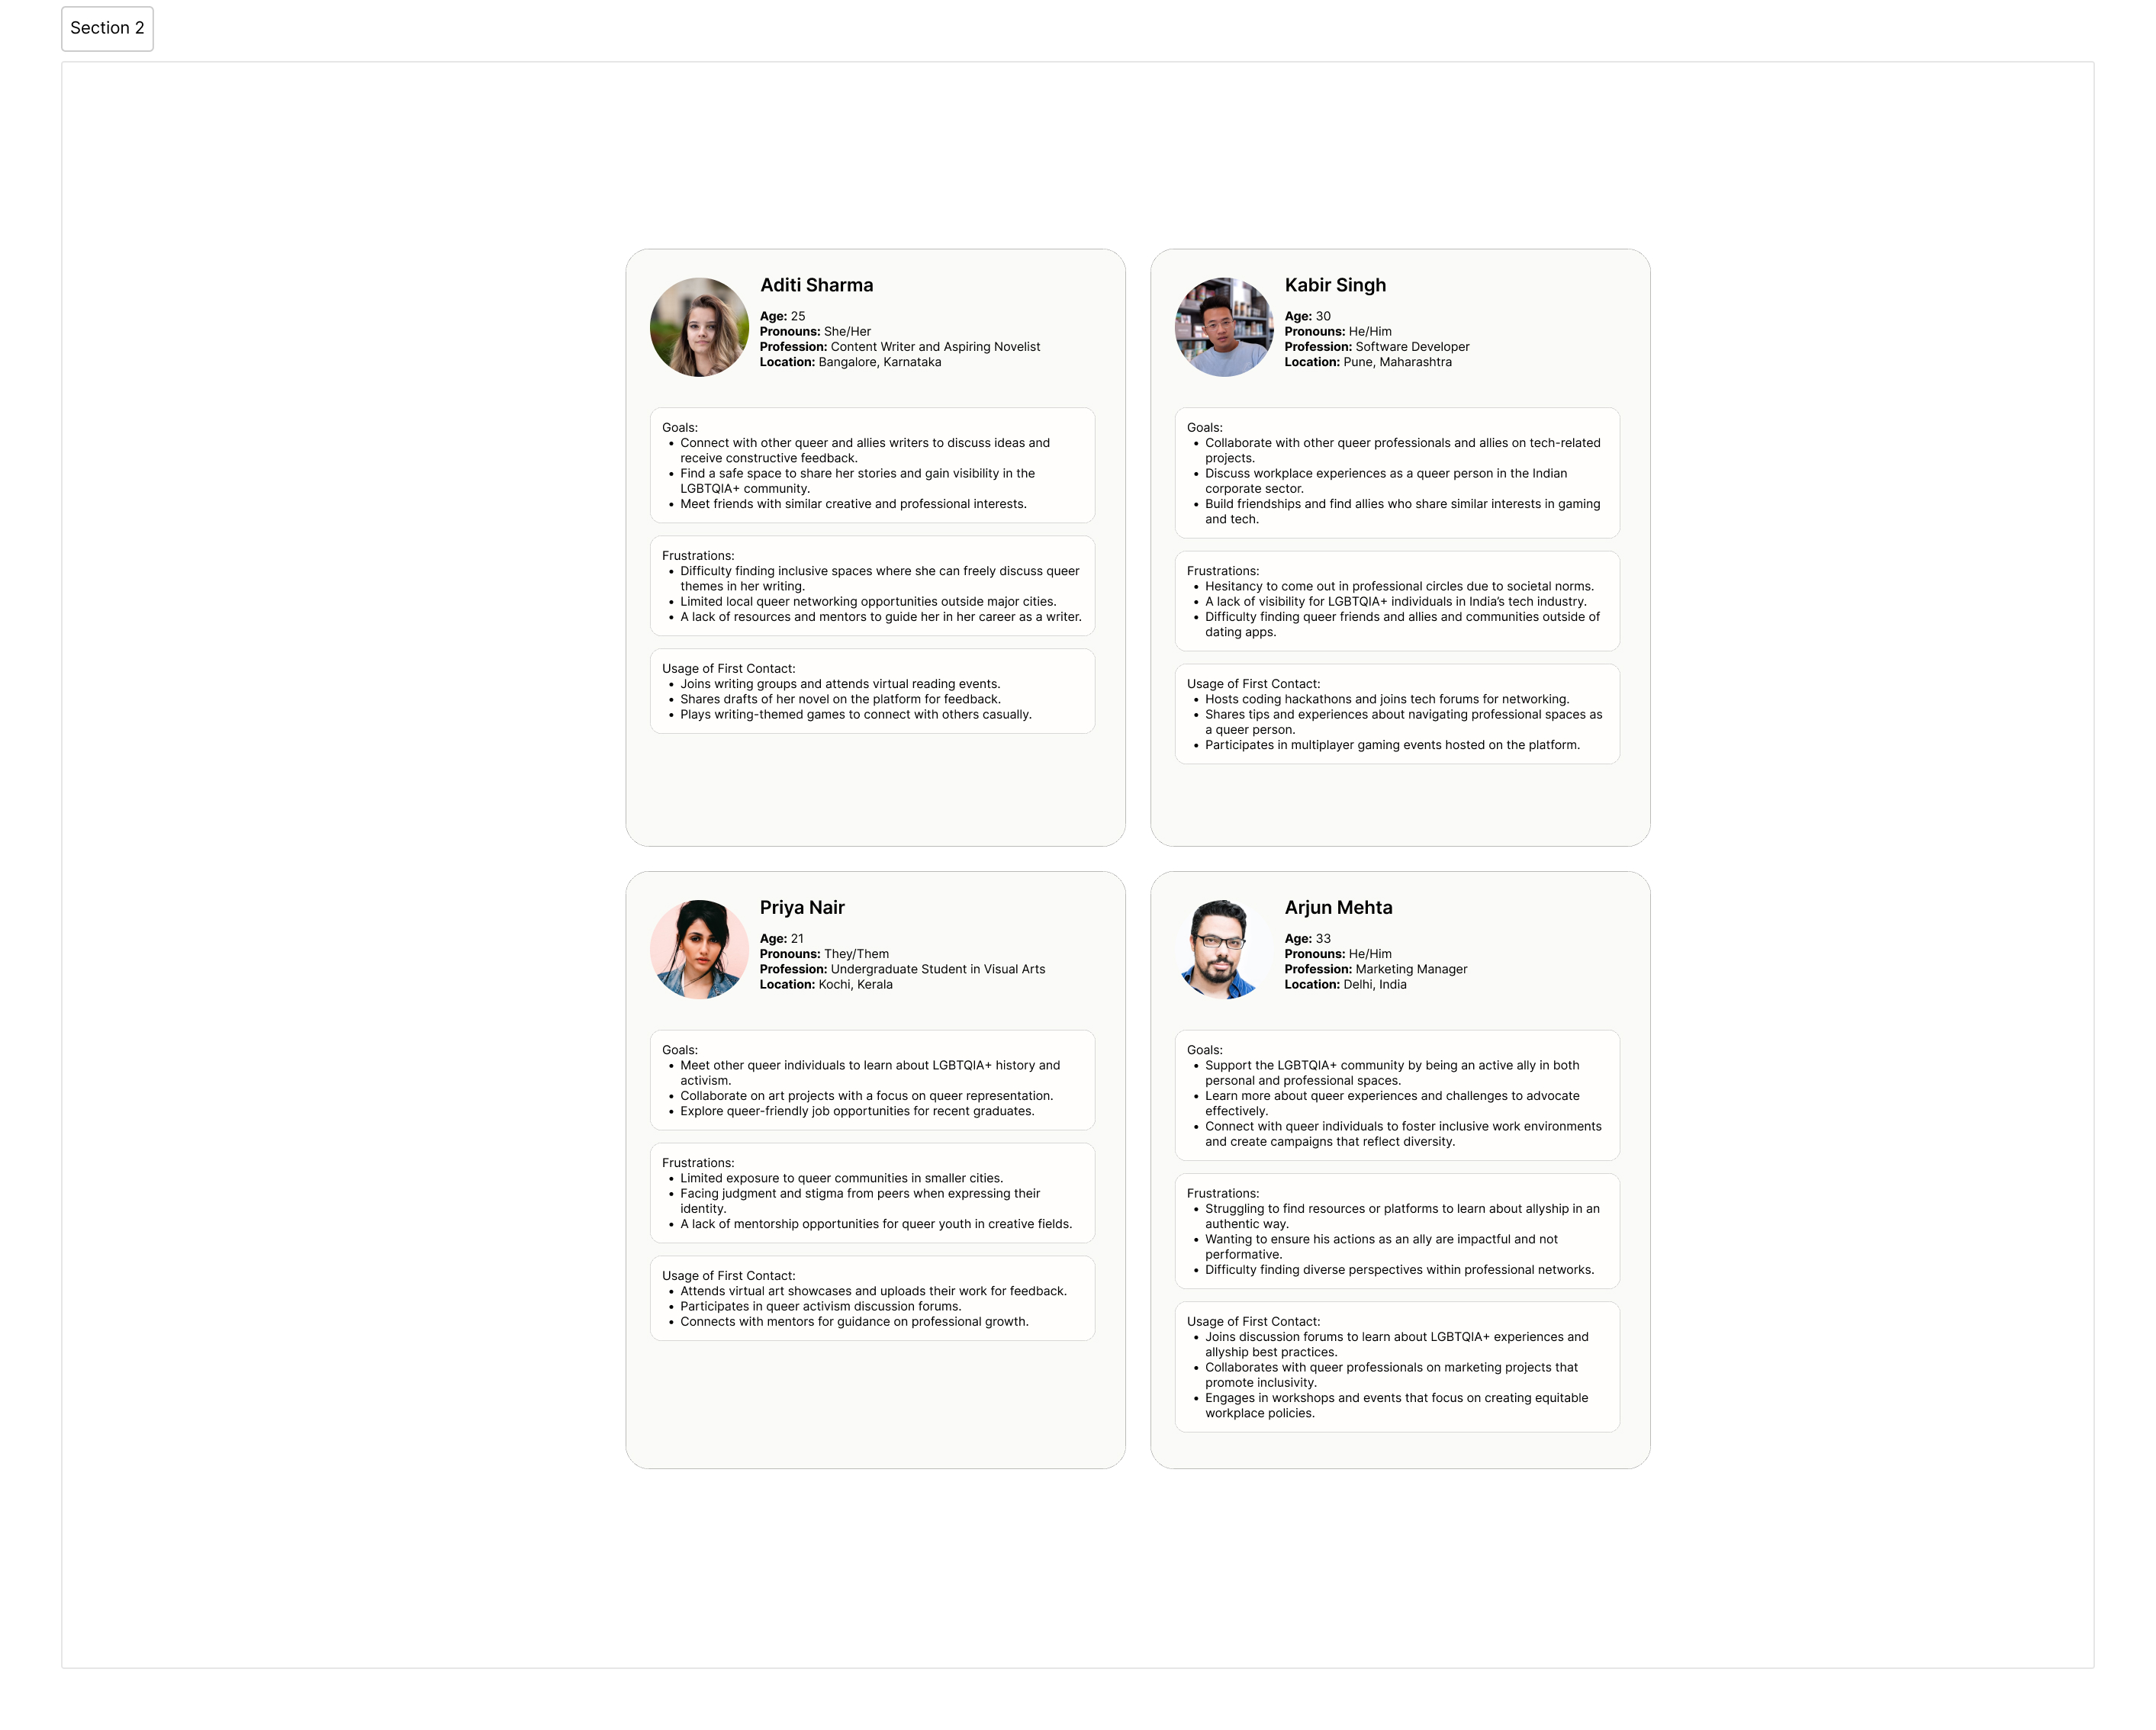 Section 2
Aditi Sharma
Age: 25
Pronouns: She/Her
Profession: Content Writer and Aspiring Novelist
Location: Bangalore, Karnataka
Goals:
• Connect with other queer and allies writers to discuss ideas and
receive constructive feedback.
• Find a safe space to share her stories and gain visibility in the
LGBTQIA+ community.
• Meet friends with similar creative and professional interests.
Frustrations:
• Difficulty finding inclusive spaces where she can freely discuss queer
themes in her writing.
• Limited local queer networking opportunities outside major cities.
• A lack of resources and mentors to guide her in her career as a writer.
Usage of First Contact:
• Joins writing groups and attends virtual reading events.
• Shares drafts of her novel on the platform for feedback.
• Plays writing-themed games to connect with others casually.
Kabir Singh
Age: 30
Pronouns: He/Him
Profession: Software Developer
Location: Pune, Maharashtra
Goals:
• Collaborate with other queer professionals and allies on tech-related
projects.
• Discuss workplace experiences as a queer person in the Indian
corporate sector.
• Build friendships and find allies who share similar interests in gaming
and tech.
Frustrations:
• Hesitancy to come out in professional circles due to societal norms.
• A lack of visibility for LGBTQIA+ individuals in India’s tech industry.
• Difficulty finding queer friends and allies and communities outside of
dating apps.
Usage of First Contact:
• Hosts coding hackathons and joins tech forums for networking.
• Shares tips and experiences about navigating professional spaces as
a queer person.
• Participates in multiplayer gaming events hosted on the platform.
Priya Nair
Age: 21
Pronouns: They/Them
Profession: Undergraduate Student in Visual Arts
Location: Kochi, Kerala
Goals:
• Meet other queer individuals to learn about LGBTQIA+ history and
activism.
• Collaborate on art projects with a focus on queer representation.
• Explore queer-friendly job opportunities for recent graduates.
Frustrations:
• Limited exposure to queer communities in smaller cities.
• Facing judgment and stigma from peers when expressing their
identity.
• A lack of mentorship opportunities for queer youth in creative fields.
Usage of First Contact:
• Attends virtual art showcases and uploads their work for feedback.
• Participates in queer activism discussion forums.
• Connects with mentors for guidance on professional growth.
Arjun Mehta
Age: 33
Pronouns: He/Him
Profession: Marketing Manager
Location: Delhi, India
Goals:
• Support the LGBTQIA+ community by being an active ally in both
personal and professional spaces.
• Learn more about queer experiences and challenges to advocate
effectively.
• Connect with queer individuals to foster inclusive work environments
and create campaigns that reflect diversity.
Frustrations:
• Struggling to find resources or platforms to learn about allyship in an
authentic way.
• Wanting to ensure his actions as an ally are impactful and not
performative.
• Difficulty finding diverse perspectives within professional networks.
Usage of First Contact:
• Joins discussion forums to learn about LGBTQIA+ experiences and
allyship best practices.
• Collaborates with queer professionals on marketing projects that
promote inclusivity.
• Engages in workshops and events that focus on creating equitable
workplace policies.